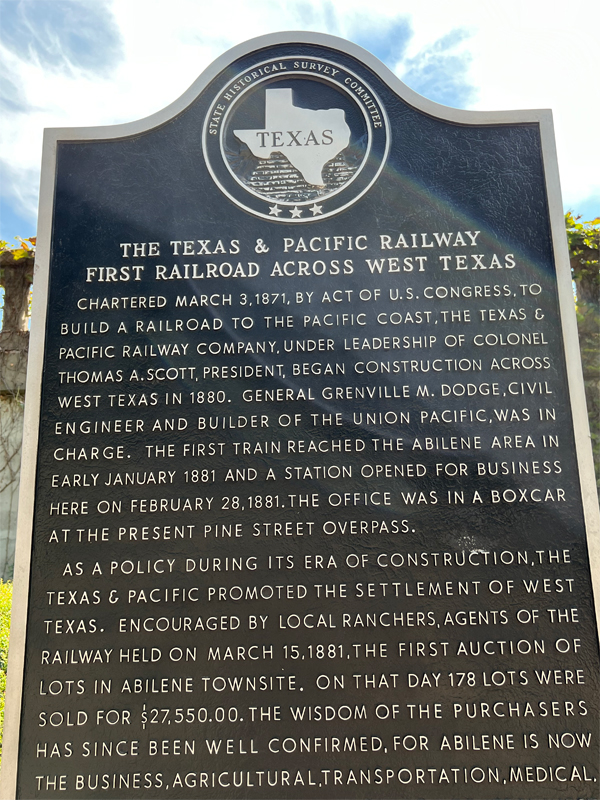 STATE HISTORICAL SURVEY COMMITTEE
TEXAS
THE TEXAS & PACIFIC RAILWAY
FIRST RAILROAD ACROSS WEST TEXAS
CHARTERED MARCH 3,1871, BY ACT OF U.S. CONGRESS, TO
BUILD A RAILROAD TO THE PACIFIC COAST, THE TEXAS &
PACIFIC RAILWAY COMPANY, UNDER LEADERSHIP OF COLONEL
THOMAS A. SCOTT, PRESIDENT, BEGAN CONSTRUCTION ACROSS
WEST TEXAS IN 1880. GENERAL GRENVILLE M. DODGE, CIVIL
ENGINEER AND BUILDER OF THE UNION PACIFIC, WAS IN
CHARGE. THE FIRST TRAIN REACHED THE ABILENE AREA IN
EARLY JANUARY 1881 AND A STATION OPENED FOR BUSINESS
HERE ON FEBRUARY 28,1881. THE OFFICE WAS IN A BOXCAR
AT THE PRESENT PINE STREET OVERPASS.
AS A POLICY DURING ITS ERA OF CONSTRUCTION, THE
TEXAS & PACIFIC PROMOTED THE SETTLEMENT OF WEST
TEXAS. ENCOURAGED BY LOCAL RANCHERS, AGENTS OF THE
RAILWAY HELD ON MARCH 15,1881, THE FIRST AUCTION OF
LOTS IN ABILENE TOWNSITE. ON THAT DAY 178 LOTS WERE
SOLD FOR $27,550.00. THE WISDOM OF THE PURCHASERS
HAS SINCE BEEN WELL CONFIRMED, FOR ABILENE IS NOW
THE BUSINESS, AGRICULTURAL, TRANSPORTATION, MEDICAL.